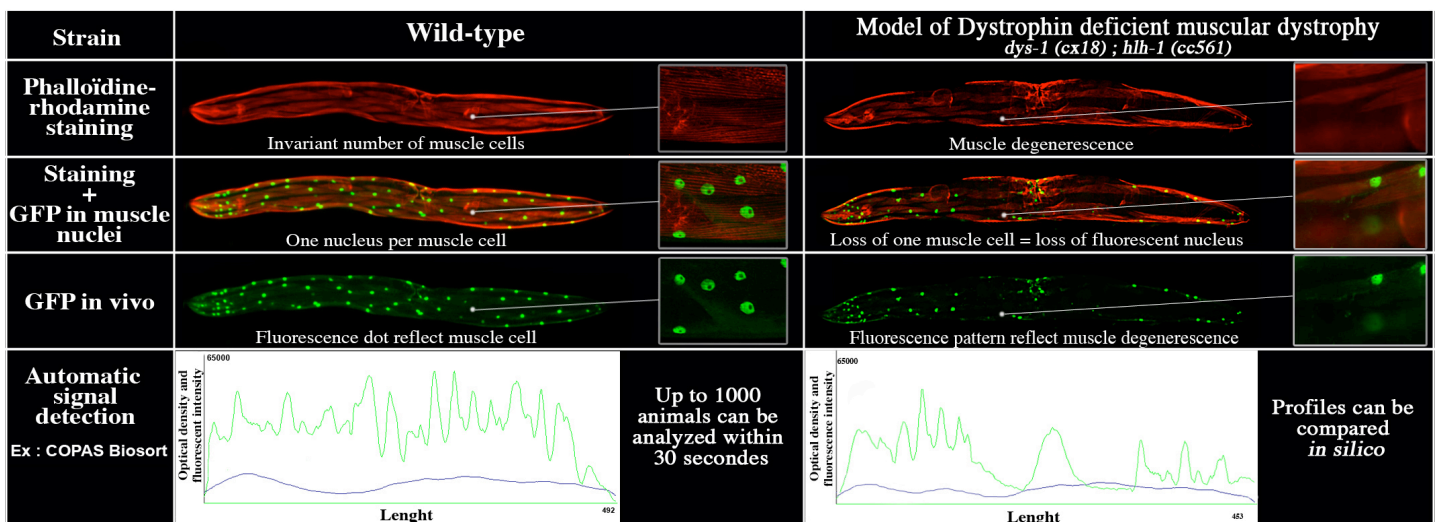 Strain
Wild-type
Model of Dystrophin deficient muscular dystrophy
dys-1 (cx18) ; hlh-1 (cc561)
Phalloïdine-
rhodamine
staining
Invariant number of muscle cells
Muscle degenerescence
Staining
+
GFP in muscle
nuclei
One nucleus per muscle cell
Loss of one muscle cell = loss of fluorescent nucleus
GFP in vivo
Fluorescence dot reflect muscle cell
Fluorescence pattern reflect muscle degenerescence
Automatic
signal
detection
Ex : COPAS Biosort
65000
Optical density and
fluorescent intensity
Lenght
492
Up to 1000
animals can be
analyzed within
30 secondes
65000
Optical density and
fluorescence intensity
Lenght
453
Profiles can be
compared
in silico